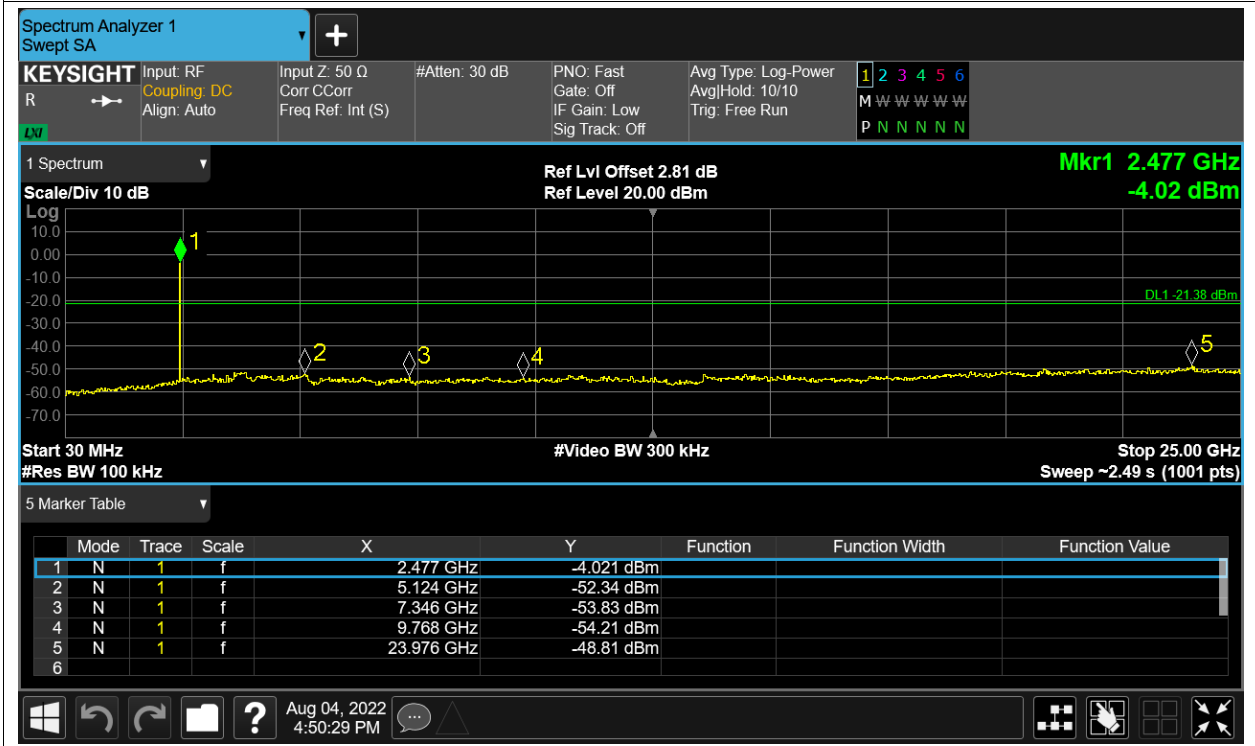 Spectrum Analyzer 1
Swept SA
+
KEYSIGHT Input: RF Input Z: 50 Ω #Atten: 30 dB PNO: Fast Avg Type: Log-Power 1 2 3 4 5 6
R Coupling: DC Corr CCorr Gate: Off Avg|Hold: 10/10 M W W W W W
Align: Auto Freq Ref: Int (S) IF Gain: Low Trig: Free Run
LXI Sig Track: Off P N N N N N
1 Spectrum Ref Lvl Offset 2.81 dB Mkr1 2.477 GHz
Scale/Div 10 dB Ref Level 20.00 dBm -4.02 dBm
Log
10.0
1
0.00
-10.0
DL1 -21.38 dBm
-20.0
-30.0
-40.0
2 3 4 5
-50.0
-60.0
-70.0
Start 30 MHz #Video BW 300 kHz Stop 25.00 GHz
#Res BW 100 kHz Sweep ~2.49 s (1001 pts)
5 Marker Table
Mode Trace Scale X Y Function Function Width Function Value
1 N 1 f 2.477 GHz -4.021 dBm
2 N 1 f 5.124 GHz -52.34 dBm
3 N 1 f 7.346 GHz -53.83 dBm
4 N 1 f 9.768 GHz -54.21 dBm
5 N 1 f 23.976 GHz -48.81 dBm
6
? Aug 04, 2022
4:50:29 PM